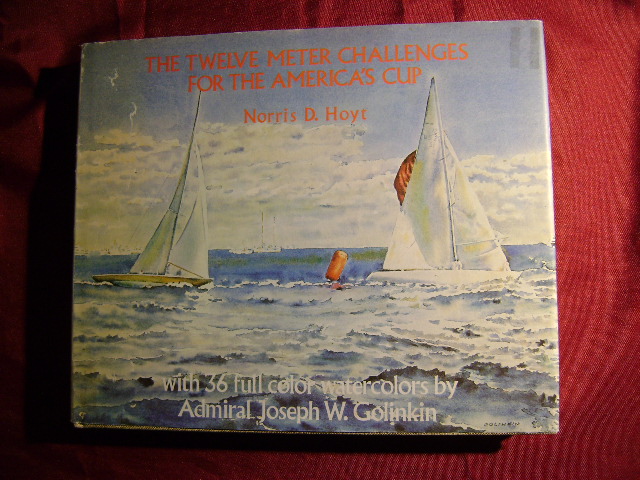 THE TWELVE METER CHALLENGES
FOR THE AMERICA'S CUP
Norris D. Hoyt
with 36 full color watercolors by
Admiral Joseph W. Golinkin
GOLINKIN